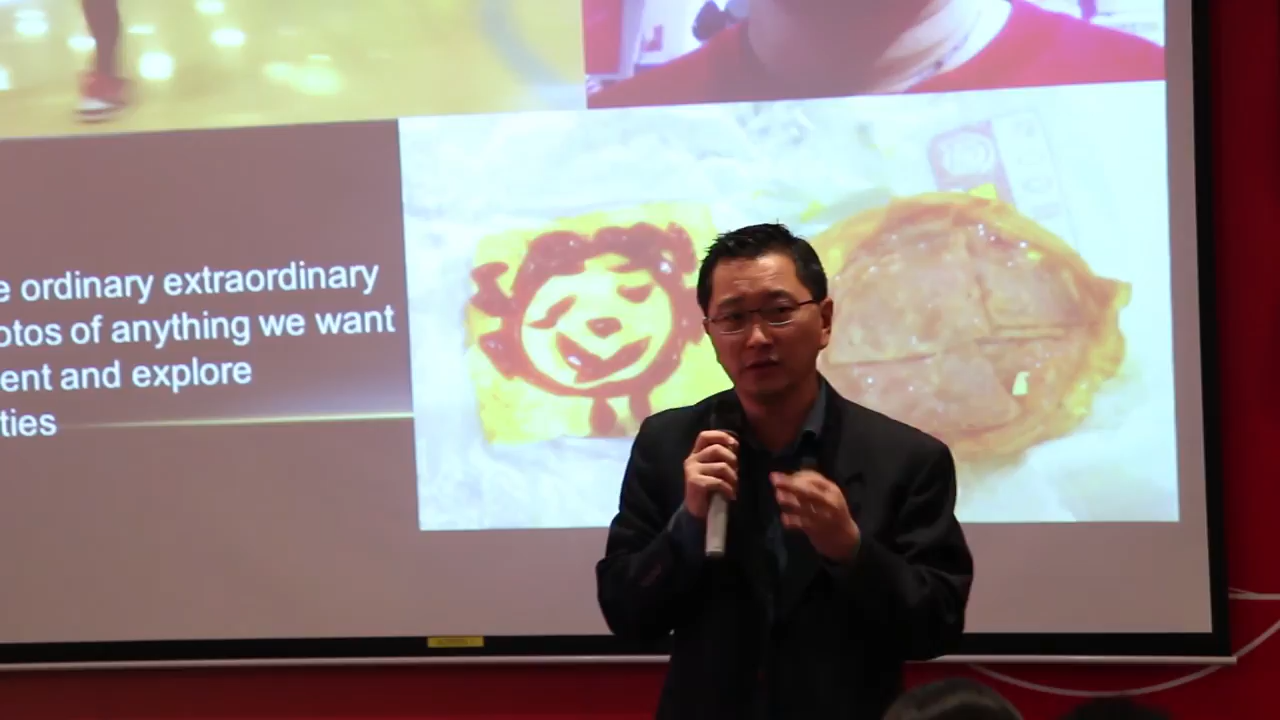 e ordinary extraordinary
otos of anything we want
ent and explore
ties